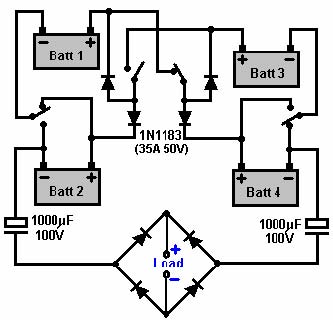 − +
Batt 1
− +
Batt 3
1N1183
(35A 50V)
− +
Batt 2
+ −
Batt 4
1000µF
100V
1000µF
100V
+
Load
−